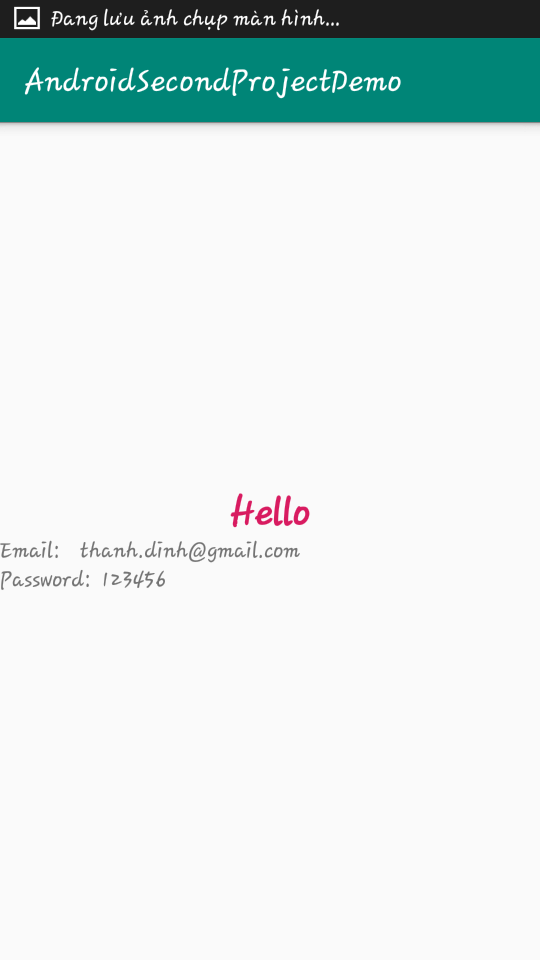 Đang lưu ảnh chụp màn hình...
AndroidSecondProjectDemo
Hello
Email: thanh.dinh@gmail.com
Password: 123456